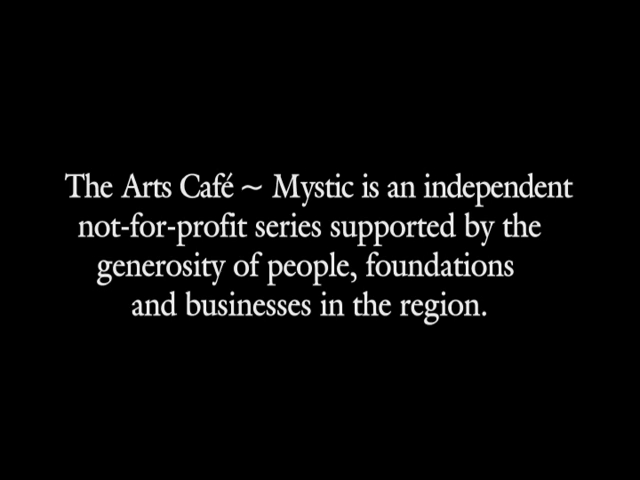 The Arts Café ~ Mystic is an independent
not-for-profit series supported by the
generosity of people, foundations
and businesses in the region.